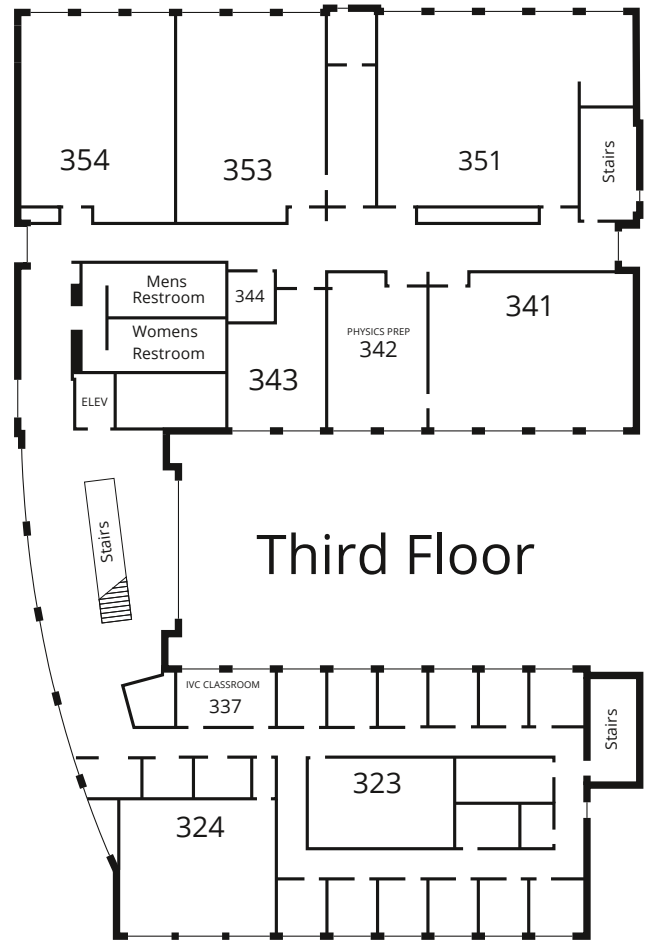 354
353
351
Stairs
Mens
Restroom
344
Womens
Restroom
ELEV
343
PHYSICS PREP
342
341
Stairs
Third Floor
IVC CLASSROOM
337
Stairs
323
324